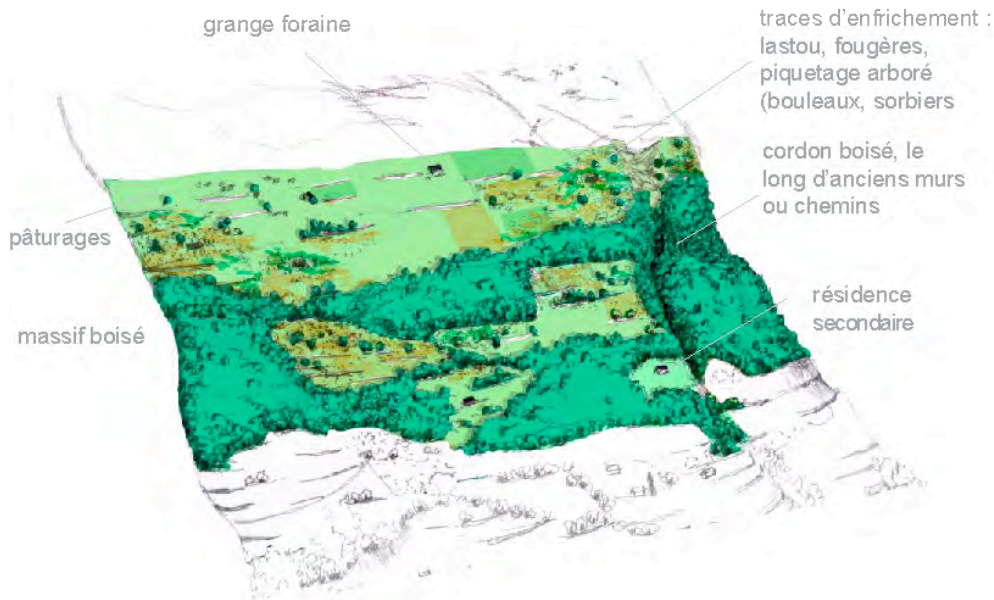 grange foraine
traces d'enfrichement :
lastou, fougères,
piquetage arboré
(bouleaux, sorbiers
cordon boisé, le
long d'anciens murs
ou chemins
pâturages
résidence
secondaire
massif boisé